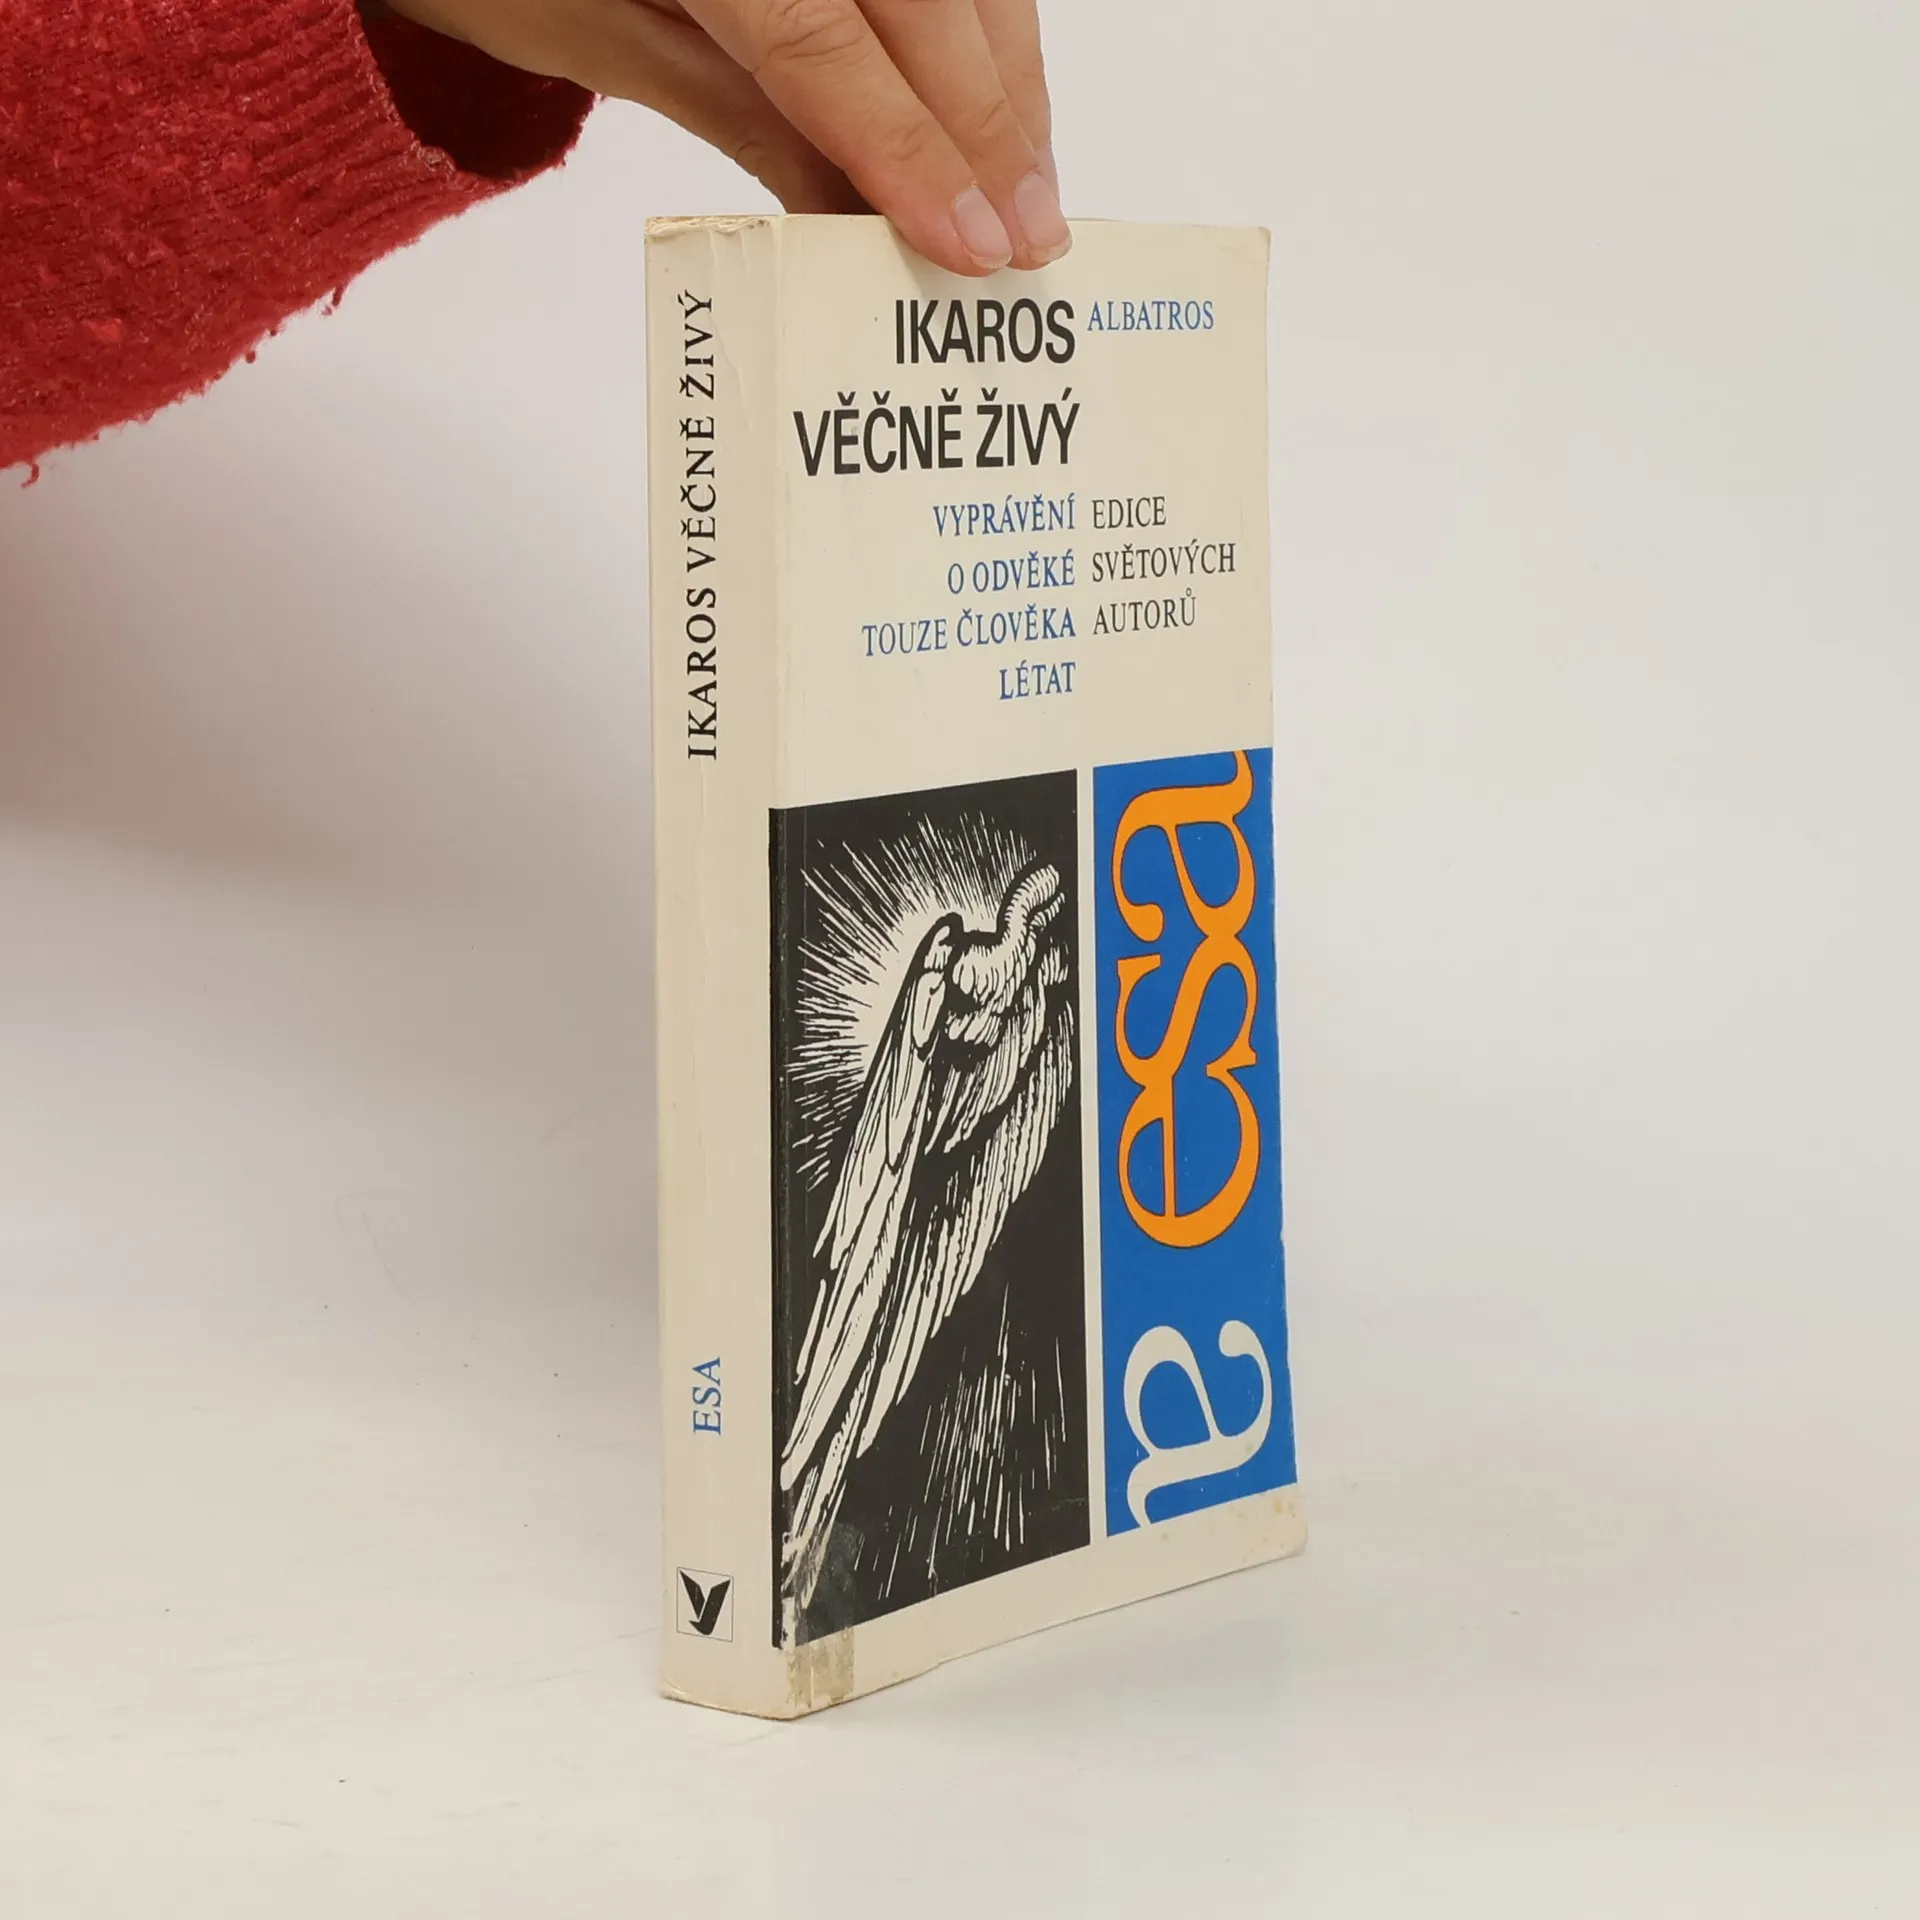 IKAROS VĚČNĚ ŽIVÝ
ESA
IKAROS
VĚČNĚ ŽIVÝ
ALBATROS
VYPRÁVĚNÍ
O ODVĚKÉ
TOUZE ČLOVĚKA
LÉTAT
EDICE
SVĚTOVÝCH
AUTORŮ
a esa